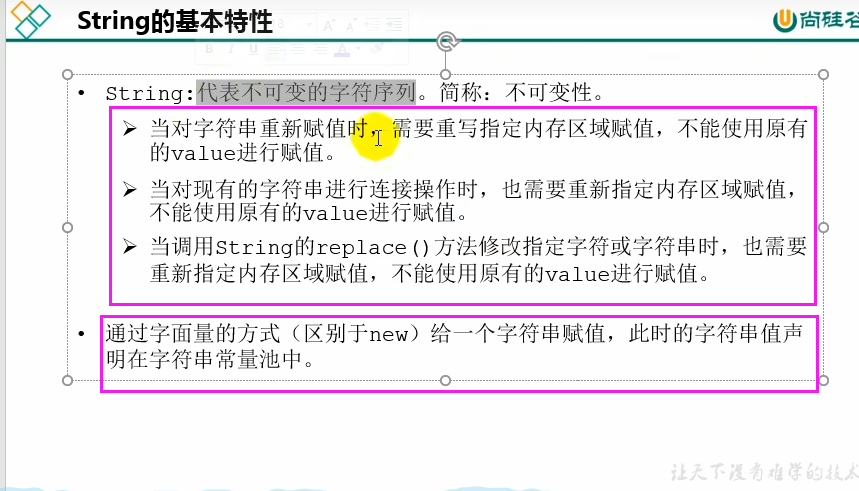 String的基本特性
尚硅谷
• String:代表不可变的字符序列。简称：不可变性。
➢ 当对字符串重新赋值时，需要重写指定内存区域赋值，不能使用原有
的value进行赋值。
➢ 当对现有的字符串进行连接操作时，也需要重新指定内存区域赋值，
不能使用原有的value进行赋值。
➢ 当调用String的replace()方法修改指定字符或字符串时，也需要
重新指定内存区域赋值，不能使用原有的value进行赋值。
• 通过字面量的方式（区别于new）给一个字符串赋值，此时的字符串值声
明在字符串常量池中。
让天下没有难学的技术